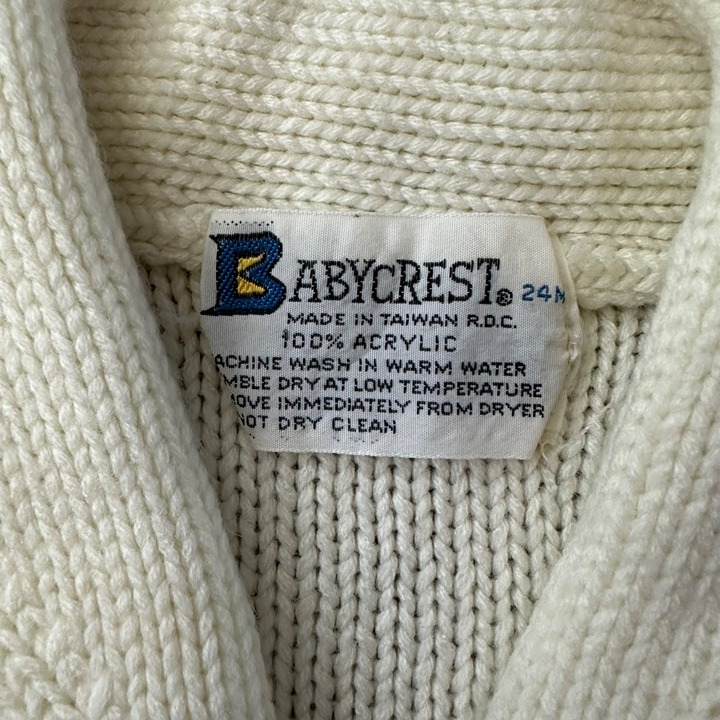 BABYCREST® 24M
MADE IN TAIWAN R.O.C.
100% ACRYLIC
ACHINE WASH IN WARM WATER
MBLE DRY AT LOW TEMPERATURE
OVE IMMEDIATELY FROM DRYER
NOT DRY CLEAN